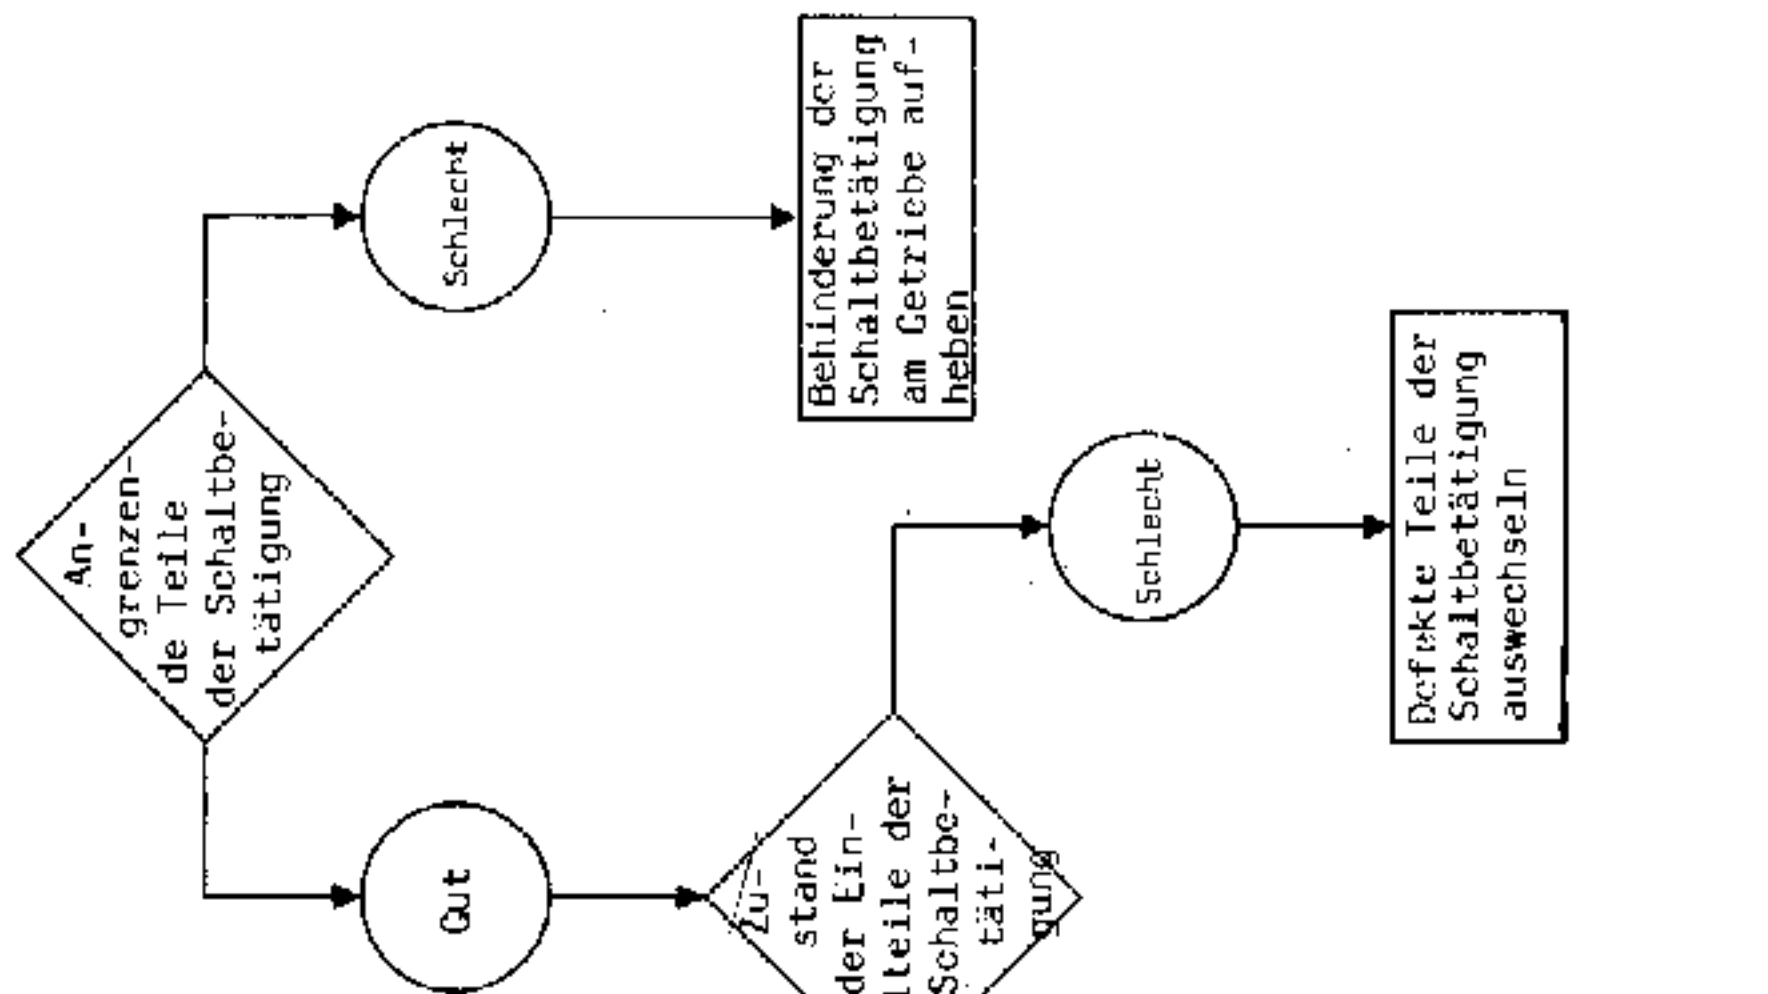 An-
grenzen-
de Teile
der Schaltbe-
tätigung
Gut
Schlecht
Behinderung der
Schaltbetätigung
am Getriebe auf-
heben
Zu-
stand
der Ein-
lteile der
Schaltbe-
täti-
gung
Schlecht
Defekte Teile der
Schaltbetätigung
auswechseln